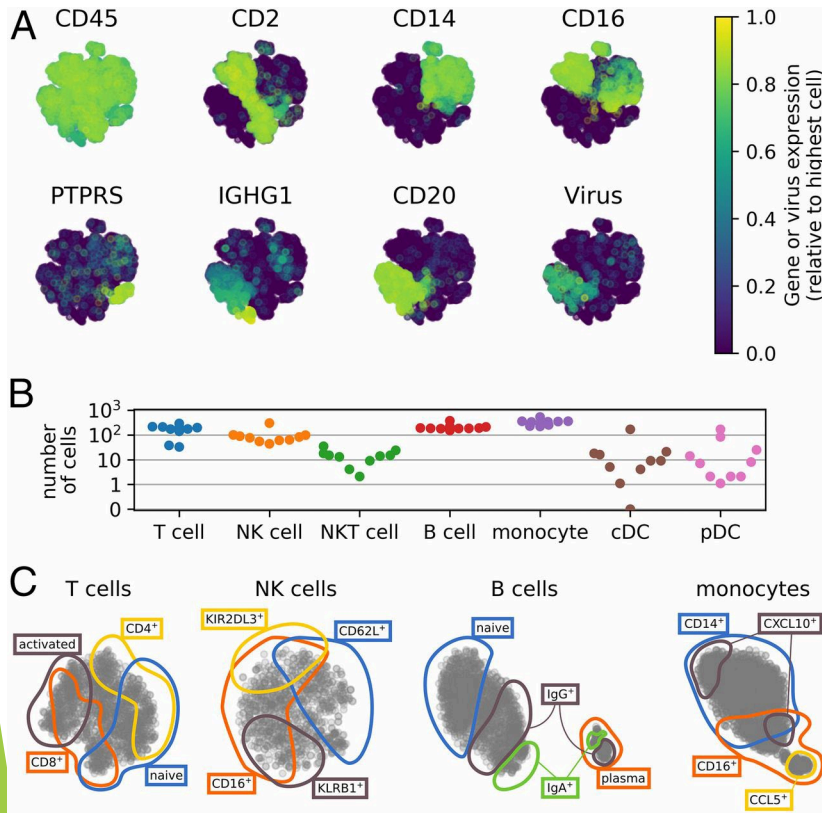 A
CD45 CD2 CD14 CD16
PTPRS IGHG1 CD20 Virus
1.0
0.8
0.6
0.4
0.2
0.0
Gene or virus expression
(relative to highest cell)
B
number
of cells
10³
10²
10
1
0
T cell NK cell NKT cell B cell monocyte cDC pDC
C
T cells NK cells B cells monocytes
activated
CD4⁺
CD8⁺
naive
KIR2DL3⁺
CD62L⁺
CD16⁺
KLRB1⁺
naive
IgG⁺
IgA⁺
plasma
CD14⁺
CXCL10⁺
CD16⁺
CCL5⁺